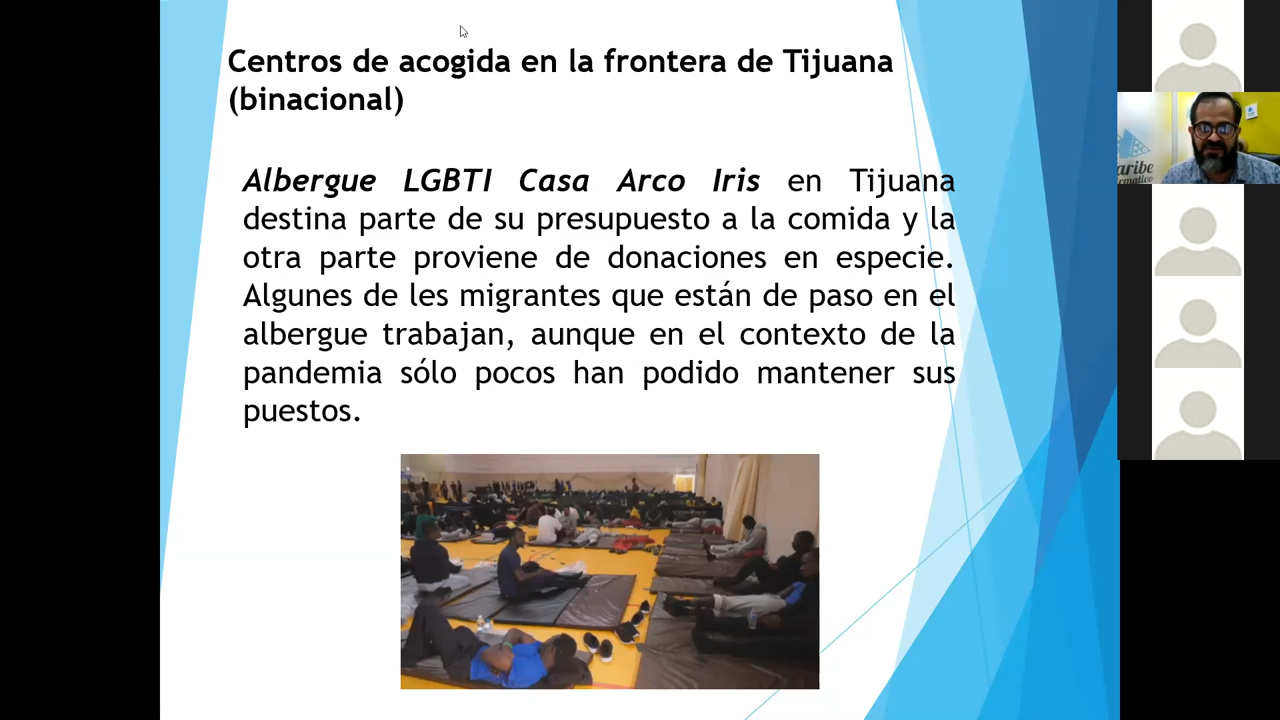 Centros de acogida en la frontera de Tijuana
(binacional)
Albergue LGBTI Casa Arco Iris en Tijuana
destina parte de su presupuesto a la comida y la
otra parte proviene de donaciones en especie.
Algunes de les migrantes que están de paso en el
albergue trabajan, aunque en el contexto de la
pandemia sólo pocos han podido mantener sus
puestos.
aribe
rmativo